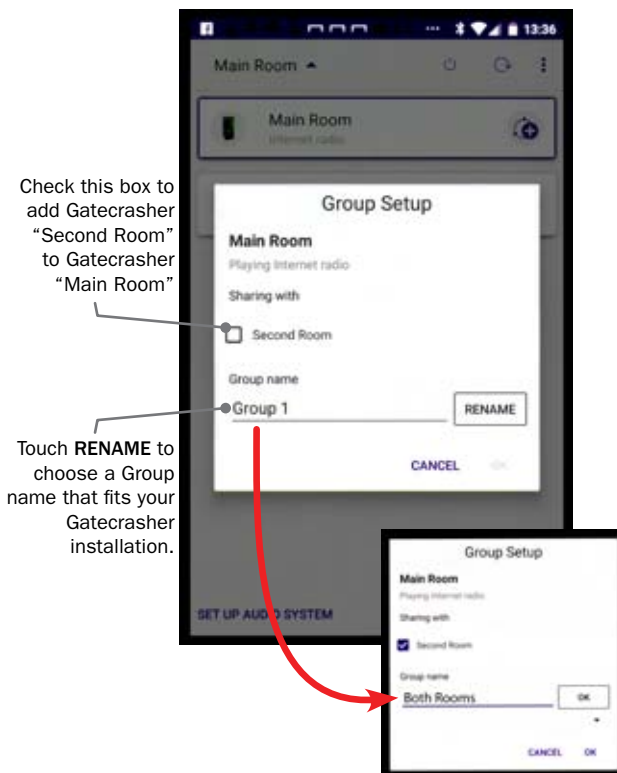 13:36
Main Room
Main Room
Internet radio
Check this box to
add Gatecrasher
“Second Room”
to Gatecrasher
“Main Room”
Group Setup
Main Room
Playing Internet radio
Sharing with
Second Room
Group name
Group 1
RENAME
CANCEL
OK
Touch RENAME to
choose a Group
name that fits your
Gatecrasher
installation.
SET UP AUDIO SYSTEM
Group Setup
Main Room
Playing Internet radio
Sharing with
Second Room
Group name
Both Rooms
OK
CANCEL
OK